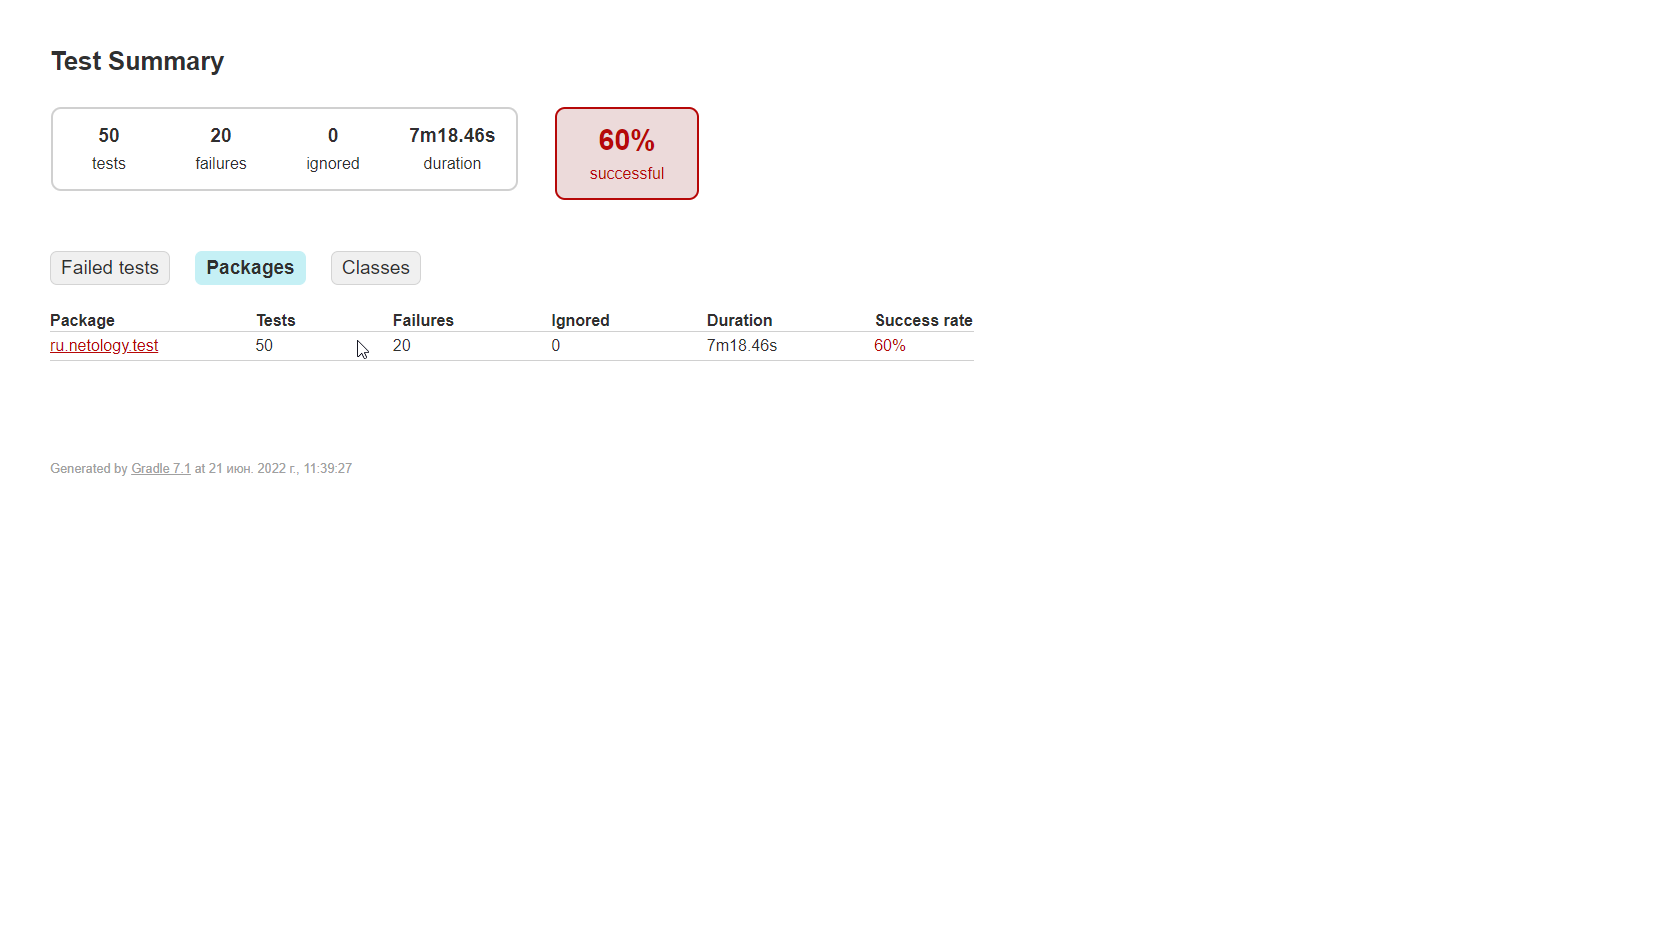 Test Summary
50 20 0 7m18.46s
tests failures ignored duration
60%
successful
Failed tests Packages Classes
Package Tests Failures Ignored Duration Success rate
ru.netology.test 50 20 0 7m18.46s 60%
Generated by Gradle 7.1 at 21 июн. 2022 г., 11:39:27